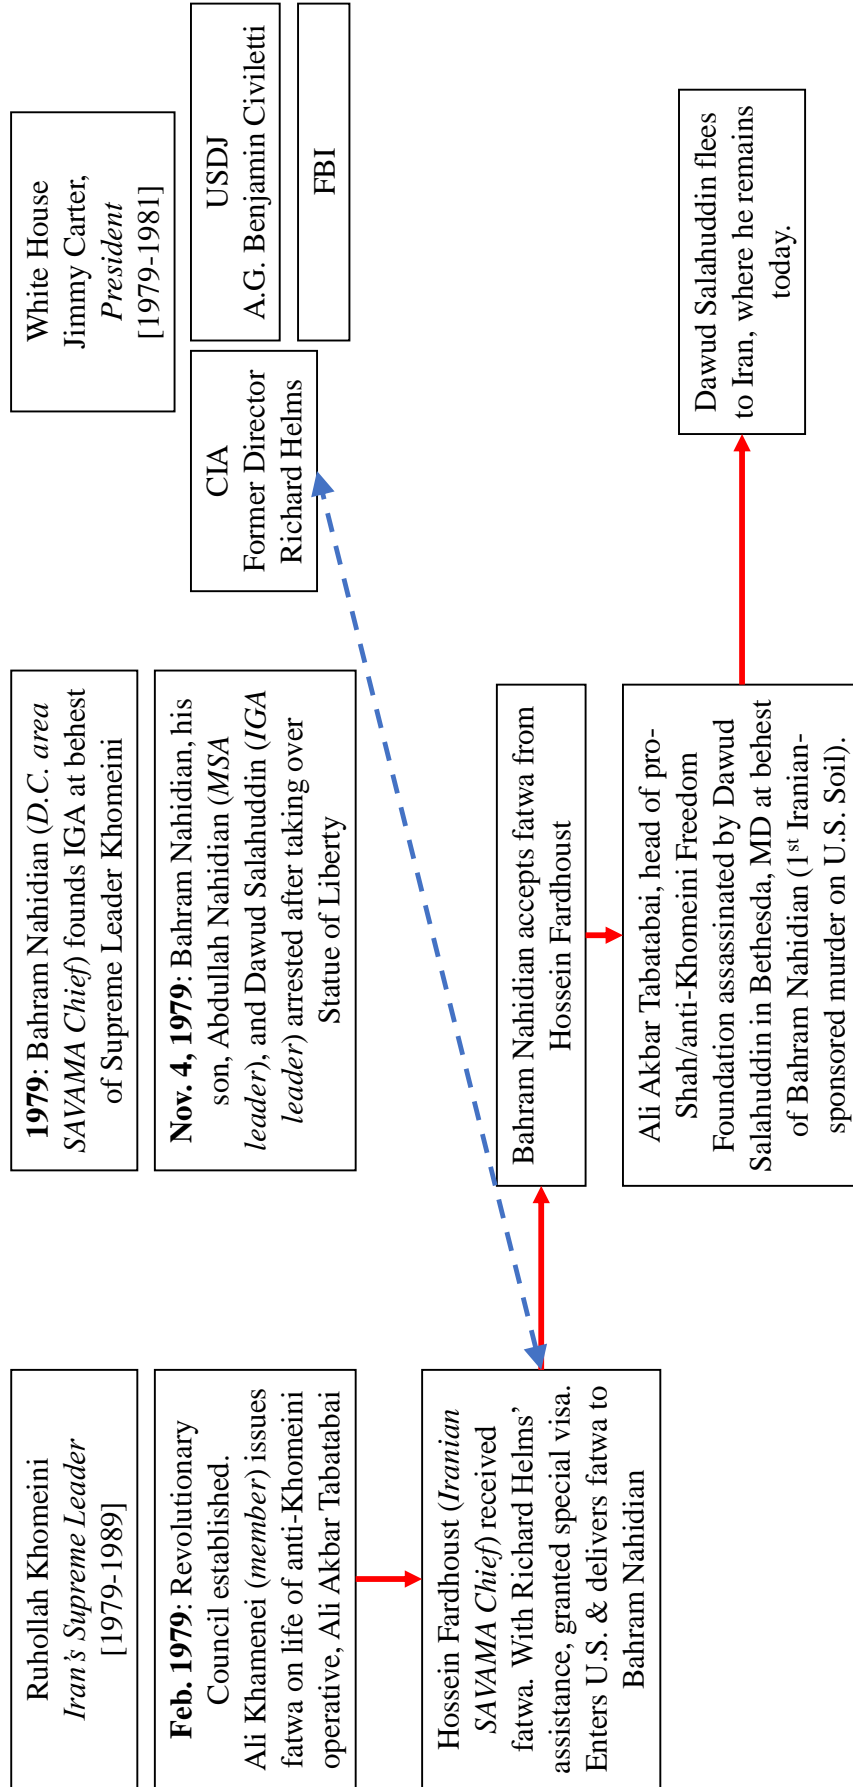 Ruhollah Khomeini
Iran’s Supreme Leader
[1979-1989]
Feb. 1979: Revolutionary
Council established.
Ali Khamenei (member) issues
fatwa on life of anti-Khomeini
operative, Ali Akbar Tabatabai
Hossein Fardhoust (Iranian
SAVAMA Chief) received
fatwa. With Richard Helms’
assistance, granted special visa.
Enters U.S. & delivers fatwa to
Bahram Nahidian
1979: Bahram Nahidian (D.C. area
SAVAMA Chief) founds IGA at behest
of Supreme Leader Khomeini
Nov. 4, 1979: Bahram Nahidian, his
son, Abdullah Nahidian (MSA
leader), and Dawud Salahuddin (IGA
leader) arrested after taking over
Statue of Liberty
Bahram Nahidian accepts fatwa from
Hossein Fardhoust
Ali Akbar Tabatabai, head of pro-
Shah/anti-Khomeini Freedom
Foundation assassinated by Dawud
Salahuddin in Bethesda, MD at behest
of Bahram Nahidian (1st Iranian-
sponsored murder on U.S. Soil).
White House
Jimmy Carter,
President
[1979-1981]
CIA
Former Director
Richard Helms
USDJ
A.G. Benjamin Civiletti
FBI
Dawud Salahuddin flees
to Iran, where he remains
today.